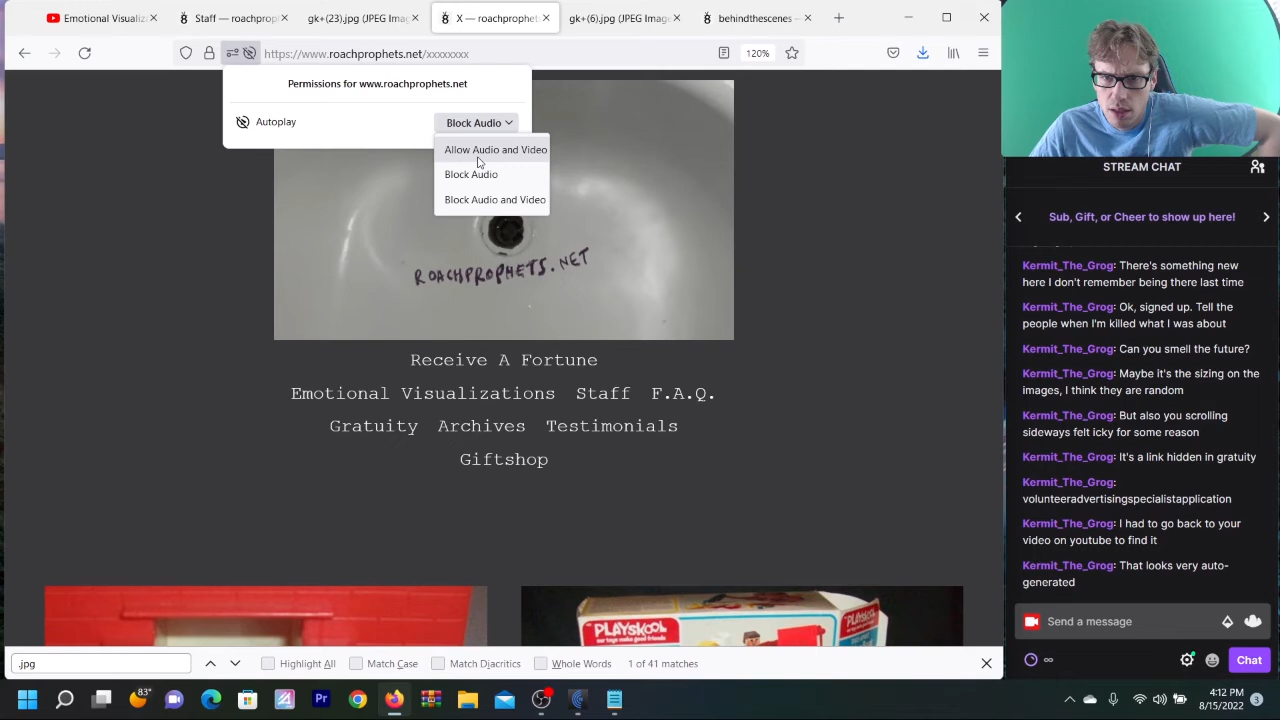 Emotional Visualiz
Staff — roachprop
gk+(23).jpg (JPEG Imag
X — roachprophet
gk+(6).jpg (JPEG Imag
behindthescenes —
https://www.roachprophets.net/xxxxxxxx
120%
Permissions for www.roachprophets.net
Autoplay
Block Audio
Allow Audio and Video
Block Audio
Block Audio and Video
ROACHPROPHETS.NET
Receive A Fortune
Emotional Visualizations Staff F.A.Q.
Gratuity Archives Testimonials
Giftshop
PLAYSKOOL
PLAYSKOOL
.jpg
Highlight All
Match Case
Match Diacritics
Whole Words
1 of 41 matches
STREAM CHAT
Sub, Gift, or Cheer to show up here!
Kermit_The_Grog: There's something new
here I don't remember being there last time
Kermit_The_Grog: Ok, signed up. Tell the
people when I'm killed what I was about
Kermit_The_Grog: Can you smell the future?
Kermit_The_Grog: Maybe it's the sizing on the
images, I think they are random
Kermit_The_Grog: But also you scrolling
sideways felt icky for some reason
Kermit_The_Grog: It's a link hidden in gratuity
Kermit_The_Grog:
volunteeradvertisingspecialistapplication
Kermit_The_Grog: I had to go back to your
video on youtube to find it
Kermit_The_Grog: That looks very auto-
generated
Send a message
Chat
83°
Pr
4:12 PM
8/15/2022
3